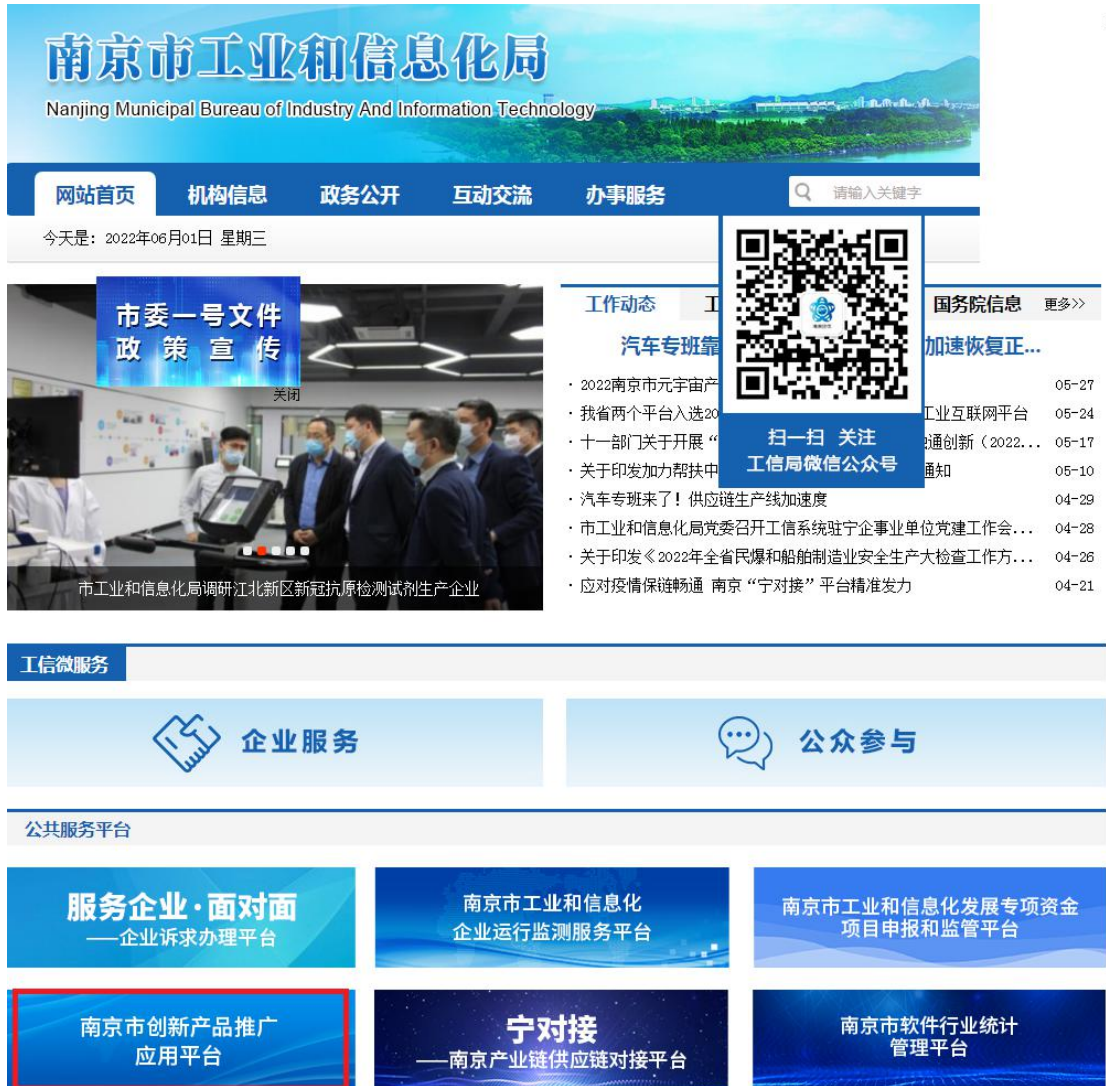 南京市工业和信息化局
Nanjing Municipal Bureau of Industry And Information Technology
网站首页 机构信息 政务公开 互动交流 办事服务 请输入关键字
今天是：2022年06月01日 星期三
市委一号文件
政策宣传
关闭
市工业和信息化局调研江北新区新冠抗原检测试剂生产企业
工作动态 国务院信息 更多>>
汽车专班靠 加速恢复正...
· 2022南京市元宇宙产 05-27
· 我省两个平台入选20 工业互联网平台 05-24
· 十一部门关于开展“ 通创新（2022... 05-17
· 关于印发加力帮扶中 通知 05-10
· 汽车专班来了！供应链生产线加速度 04-29
· 市工业和信息化局党委召开工信系统驻宁企事业单位党建工作会... 04-28
· 关于印发《2022年全省民爆和船舶制造业安全生产大检查工作方... 04-26
· 应对疫情保链畅通 南京“宁对接”平台精准发力 04-21
扫一扫 关注
工信局微信公众号
工信微服务
企业服务
公众参与
公共服务平台
服务企业·面对面
——企业诉求办理平台
南京市工业和信息化
企业运行监测服务平台
南京市工业和信息化发展专项资金
项目申报和监管平台
南京市创新产品推广
应用平台
宁对接
——南京产业链供应链对接平台
南京市软件行业统计
管理平台